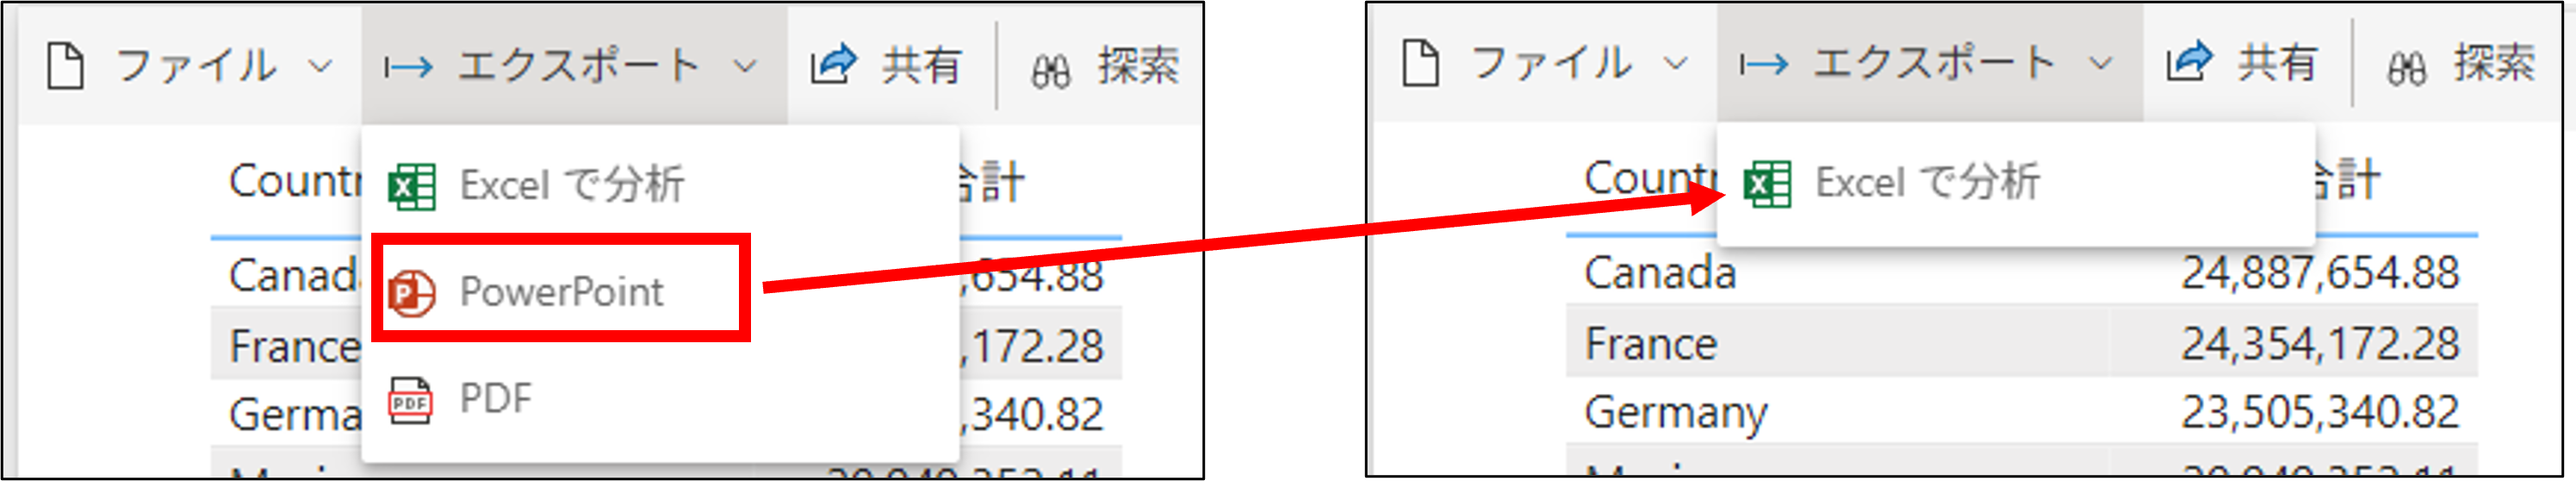 ファイル エクスポート 共有 探索
Excel で分析
PowerPoint
PDF
Countr 合計
Canada ,654.88
France ,172.28
Germa ,340.82
ファイル エクスポート 共有 探索
Excel で分析
Country 合計
Canada 24,887,654.88
France 24,354,172.28
Germany 23,505,340.82